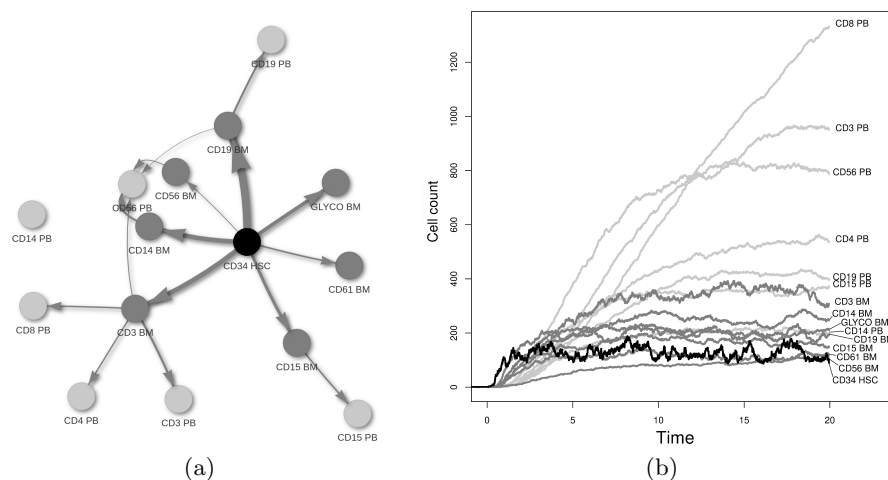 CD19 PB
CD19 BM
CD56 BM
CD56 PB
GLYCO BM
CD14 PB
CD14 BM
CD34 HSC
CD61 BM
CD8 PB
CD3 BM
CD15 BM
CD4 PB
CD3 PB
CD15 PB
(a)
Cell count
1200
1000
800
600
400
200
0
0 5 10 15 20
Time
CD8 PB
CD3 PB
CD56 PB
CD4 PB
CD19 PB
CD15 PB
CD3 BM
CD14 BM
GLYCO BM
CD14 PB
CD19 BM
CD15 BM
CD61 BM
CD56 BM
CD34 HSC
(b)